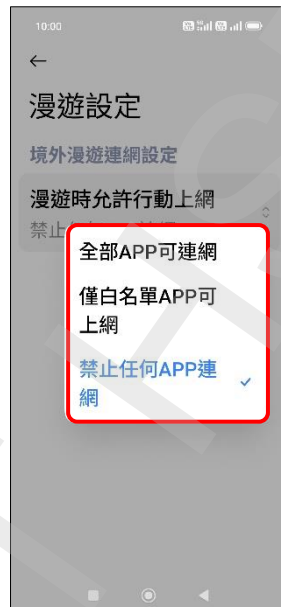 10:00
漫遊設定
境外漫遊連網設定
漫遊時允許行動上網
禁止
全部APP可連網
僅白名單APP可
上網
禁止任何APP連
網